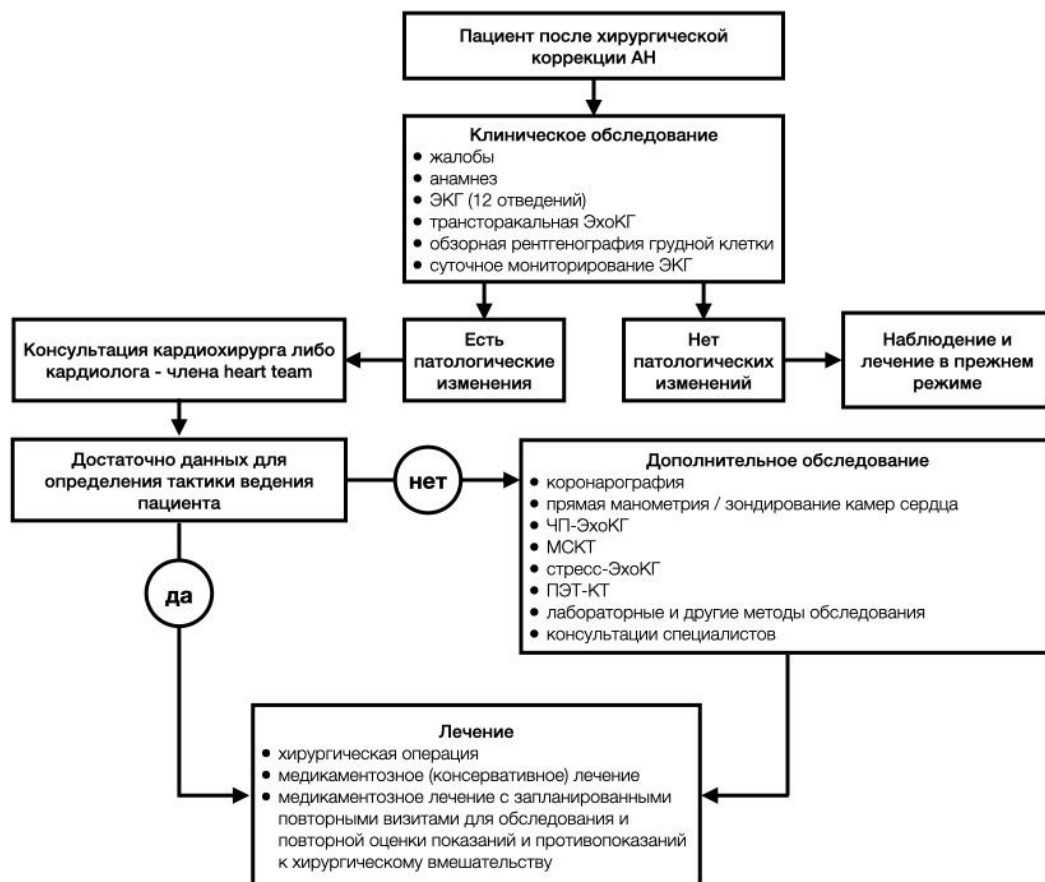 Пациент после хирургической
коррекции АН
Клиническое обследование
• жалобы
• анамнез
• ЭКГ (12 отведений)
• трансторакальная ЭхоКГ
• обзорная рентгенография грудной клетки
• суточное мониторирование ЭКГ
Консультация кардиохирурга либо
кардиолога - члена heart team
Есть
патологические
изменения
Нет
патологических
изменений
Наблюдение и
лечение в прежнем
режиме
Достаточно данных для
определения тактики ведения
пациента
нет
Дополнительное обследование
• коронарография
• прямая манометрия / зондирование камер сердца
• ЧП-ЭхоКГ
• МСКТ
• стресс-ЭхоКГ
• ПЭТ-КТ
• лабораторные и другие методы обследования
• консультации специалистов
да
Лечение
• хирургическая операция
• медикаментозное (консервативное) лечение
• медикаментозное лечение с запланированными
повторными визитами для обследования и
повторной оценки показаний и противопоказаний
к хирургическому вмешательству